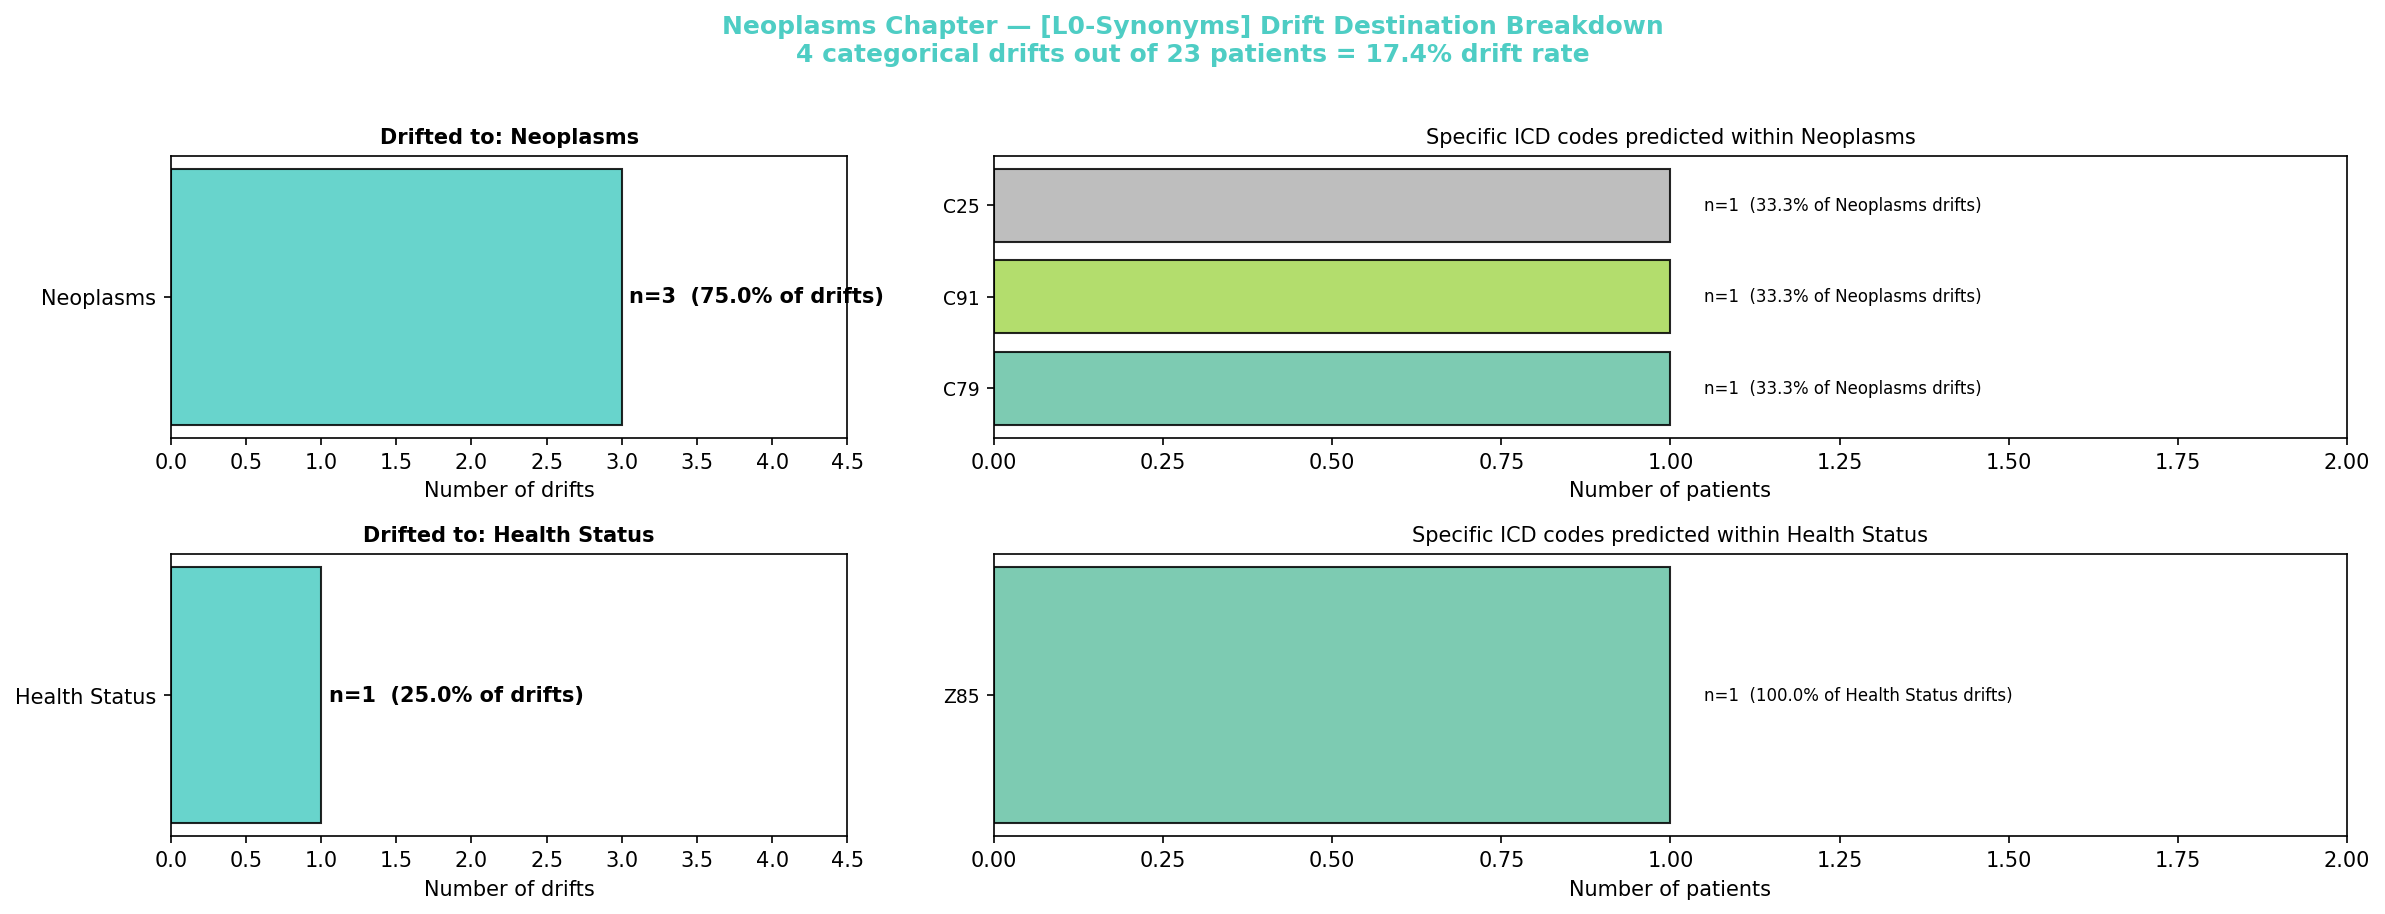 Neoplasms Chapter — [L0-Synonyms] Drift Destination Breakdown
4 categorical drifts out of 23 patients = 17.4% drift rate
Drifted to: Neoplasms
Neoplasms
n=3 (75.0% of drifts)
0.0 0.5 1.0 1.5 2.0 2.5 3.0 3.5 4.0 4.5
Number of drifts
Specific ICD codes predicted within Neoplasms
C25 n=1 (33.3% of Neoplasms drifts)
C91 n=1 (33.3% of Neoplasms drifts)
C79 n=1 (33.3% of Neoplasms drifts)
0.00 0.25 0.50 0.75 1.00 1.25 1.50 1.75 2.00
Number of patients
Drifted to: Health Status
Health Status
n=1 (25.0% of drifts)
0.0 0.5 1.0 1.5 2.0 2.5 3.0 3.5 4.0 4.5
Number of drifts
Specific ICD codes predicted within Health Status
Z85 n=1 (100.0% of Health Status drifts)
0.00 0.25 0.50 0.75 1.00 1.25 1.50 1.75 2.00
Number of patients